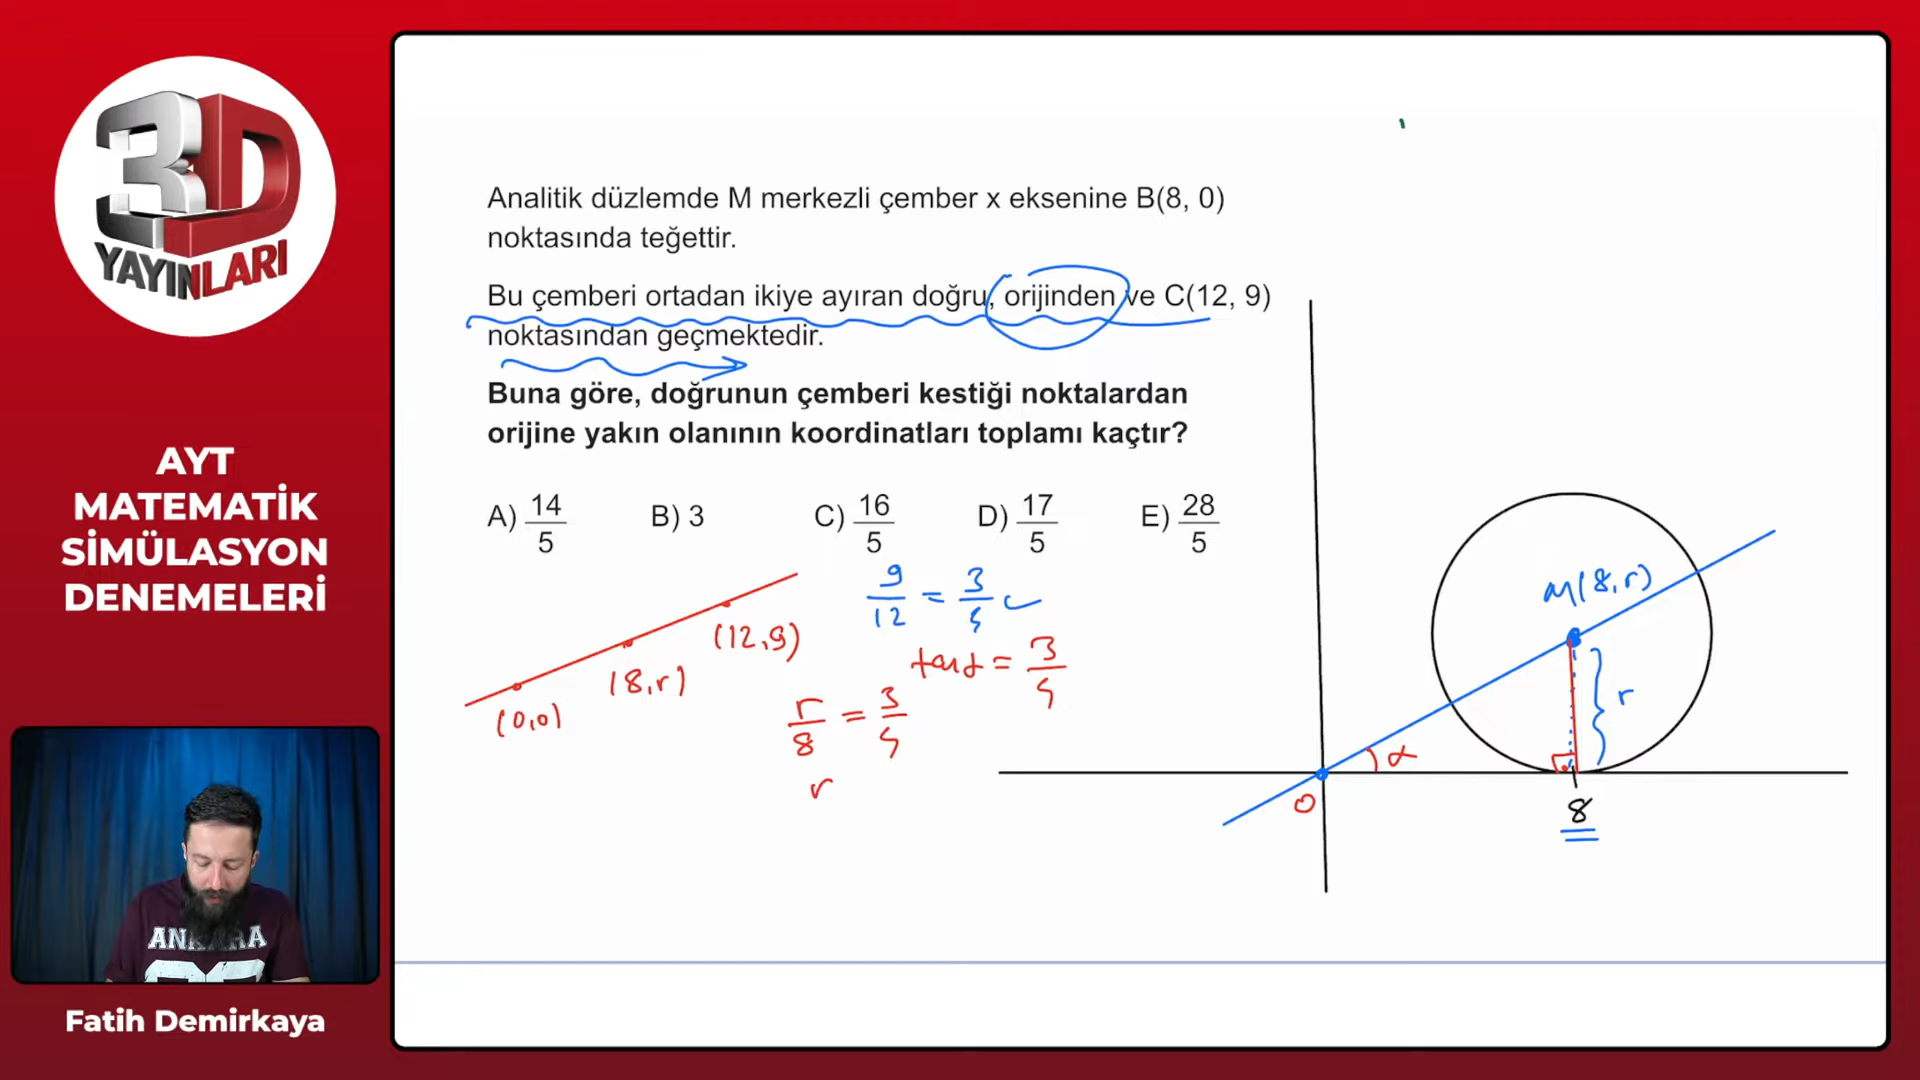 3D
YAYINLARI
AYT
MATEMATİK
SİMÜLASYON
DENEMELERİ
ANKARA
Fatih Demirkaya
Analitik düzlemde M merkezli çember x eksenine B(8, 0)
noktasında teğettir.
Bu çemberi ortadan ikiye ayıran doğru, orijinden ve C(12, 9)
noktasından geçmektedir.
Buna göre, doğrunun çemberi kestiği noktalardan
orijine yakın olanının koordinatları toplamı kaçtır?
A) 14/5 B) 3 C) 16/5 D) 17/5 E) 28/5
9/12 = 3/4
tanα = 3/4
(12,9)
(8,r)
(0,0)
r/8 = 3/4
r
M(8,r)
r
α
O
8